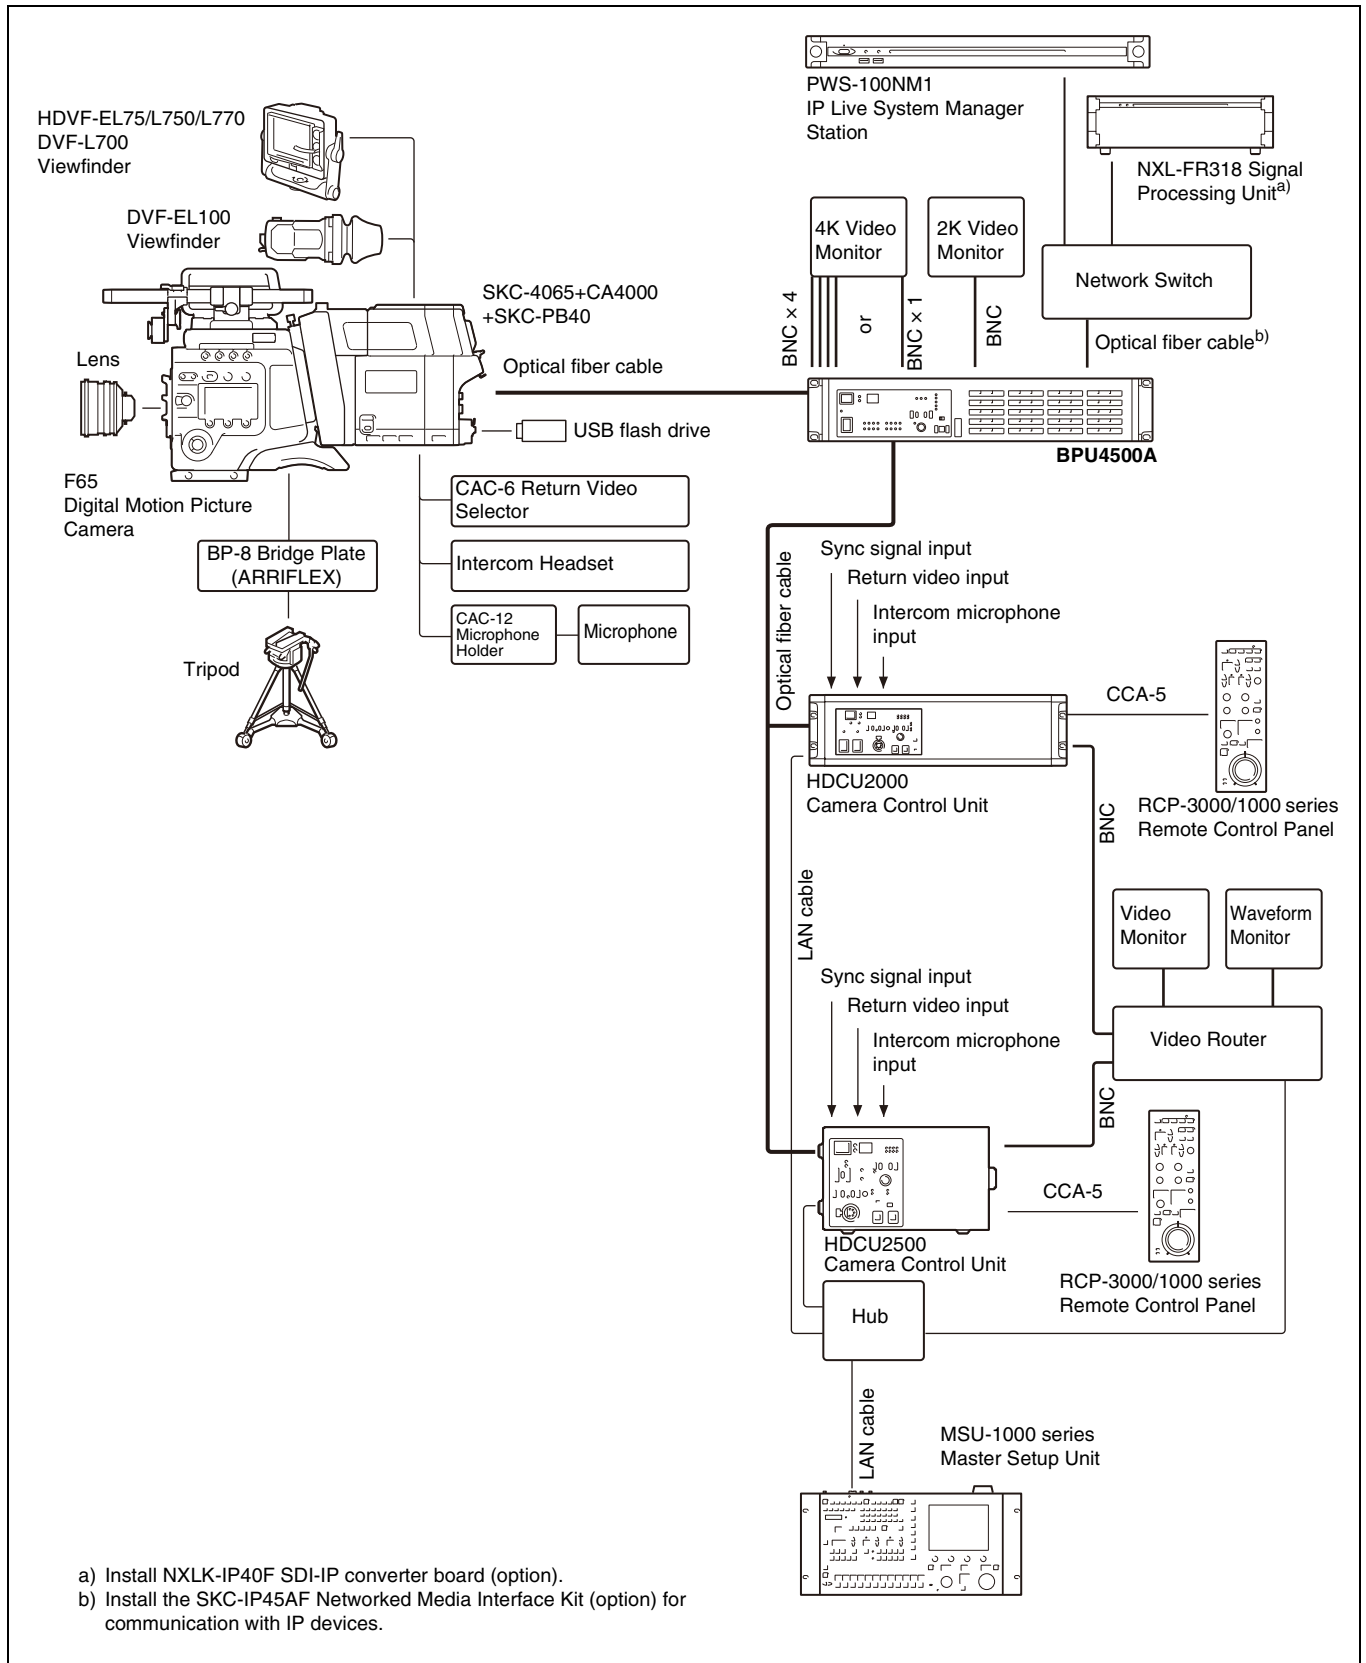 PWS-100NM1
IP Live System Manager
Station
HDVF-EL75/L750/L770
DVF-L700
Viewfinder
NXL-FR318 Signal
Processing Unit a)
DVF-EL100
Viewfinder
4K Video
Monitor
2K Video
Monitor
Network Switch
SKC-4065+CA4000
+SKC-PB40
BNC × 4
or
BNC × 1
BNC
Optical fiber cable b)
Lens
Optical fiber cable
USB flash drive
BPU4500A
F65
Digital Motion Picture
Camera
CAC-6 Return Video
Selector
BP-8 Bridge Plate
(ARRIFLEX)
Intercom Headset
CAC-12
Microphone
Holder
Microphone
Tripod
Optical fiber cable
Sync signal input
Return video input
Intercom microphone
input
CCA-5
HDCU2000
Camera Control Unit
RCP-3000/1000 series
Remote Control Panel
BNC
LAN cable
Video
Monitor
Waveform
Monitor
Sync signal input
Return video input
Intercom microphone
input
Video Router
BNC
CCA-5
HDCU2500
Camera Control Unit
RCP-3000/1000 series
Remote Control Panel
Hub
LAN cable
MSU-1000 series
Master Setup Unit
a) Install NXLK-IP40F SDI-IP converter board (option).
b) Install the SKC-IP45AF Networked Media Interface Kit (option) for
communication with IP devices.